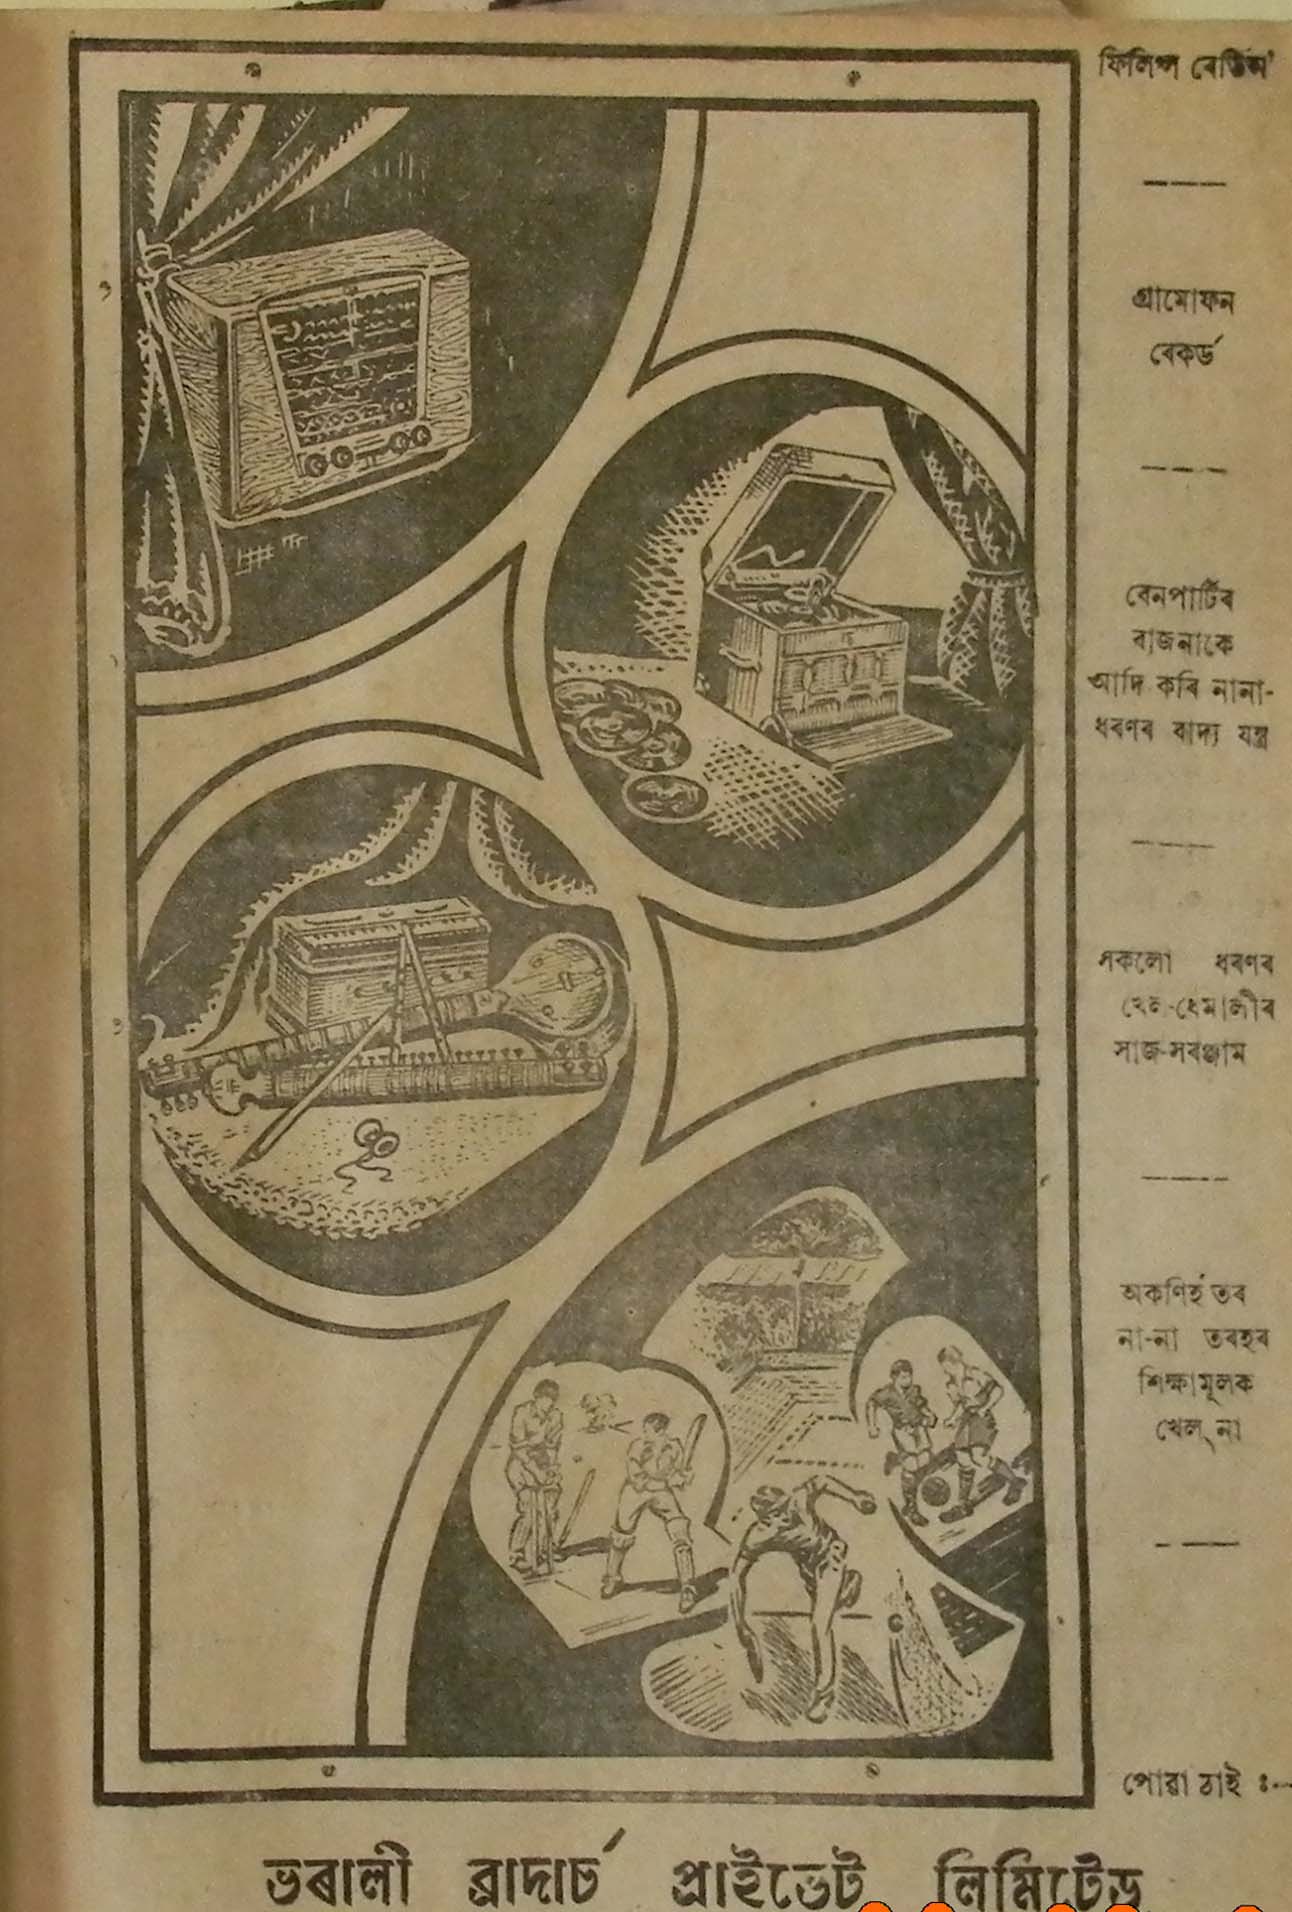 ফিলিপ্স ৰেডিঅ'
গ্ৰামোফন
ৰেকৰ্ড
বেনপাৰ্টিৰ
বাজনাকে
আদি কৰি নানা-
ধৰণৰ বাদ্য যন্ত্ৰ
সকলো ধৰণৰ
খেল-ধেমালীৰ
সাজ-সৰঞ্জাম
অকণিহঁতৰ
না-না তৰহৰ
শিক্ষামূলক
খেল্‌না
পোৱা ঠাই :—
ভৰালী ব্ৰাদাৰ্চ প্ৰাইভেট লিমিটেড